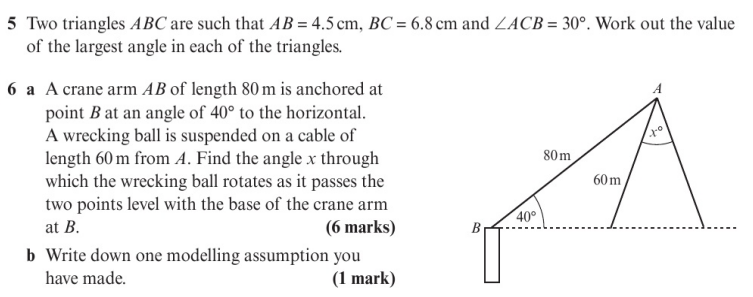 5 Two triangles ABC are such that AB = 4.5 cm, BC = 6.8 cm and ∠ACB = 30°. Work out the value
of the largest angle in each of the triangles.
6 a A crane arm AB of length 80 m is anchored at
point B at an angle of 40° to the horizontal.
A wrecking ball is suspended on a cable of
length 60 m from A. Find the angle x through
which the wrecking ball rotates as it passes the
two points level with the base of the crane arm
at B. (6 marks)
b Write down one modelling assumption you
have made. (1 mark)
A
x°
80 m
60 m
40°
B